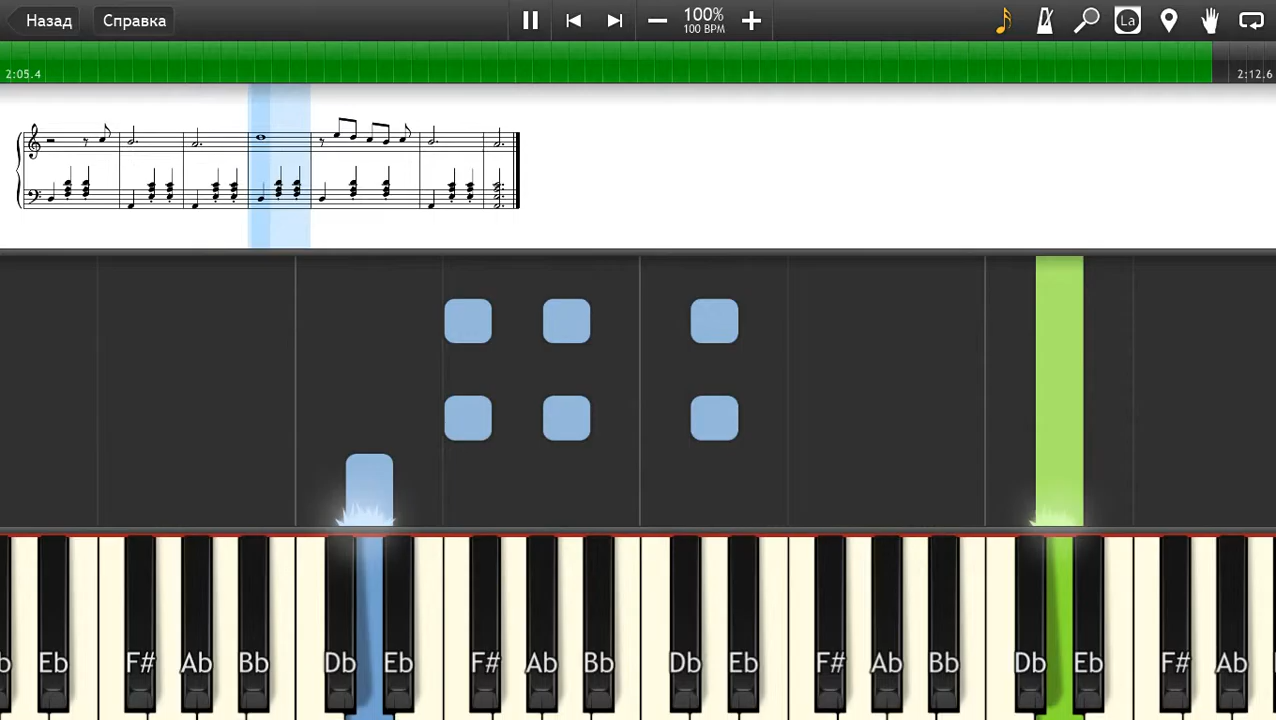 Назад
Справка
100%
100 BPM
La
2:05.4
2:12.6
b Eb F# Ab Bb Db Eb F# Ab Bb Db Eb F# Ab Bb Db Eb F# Ab